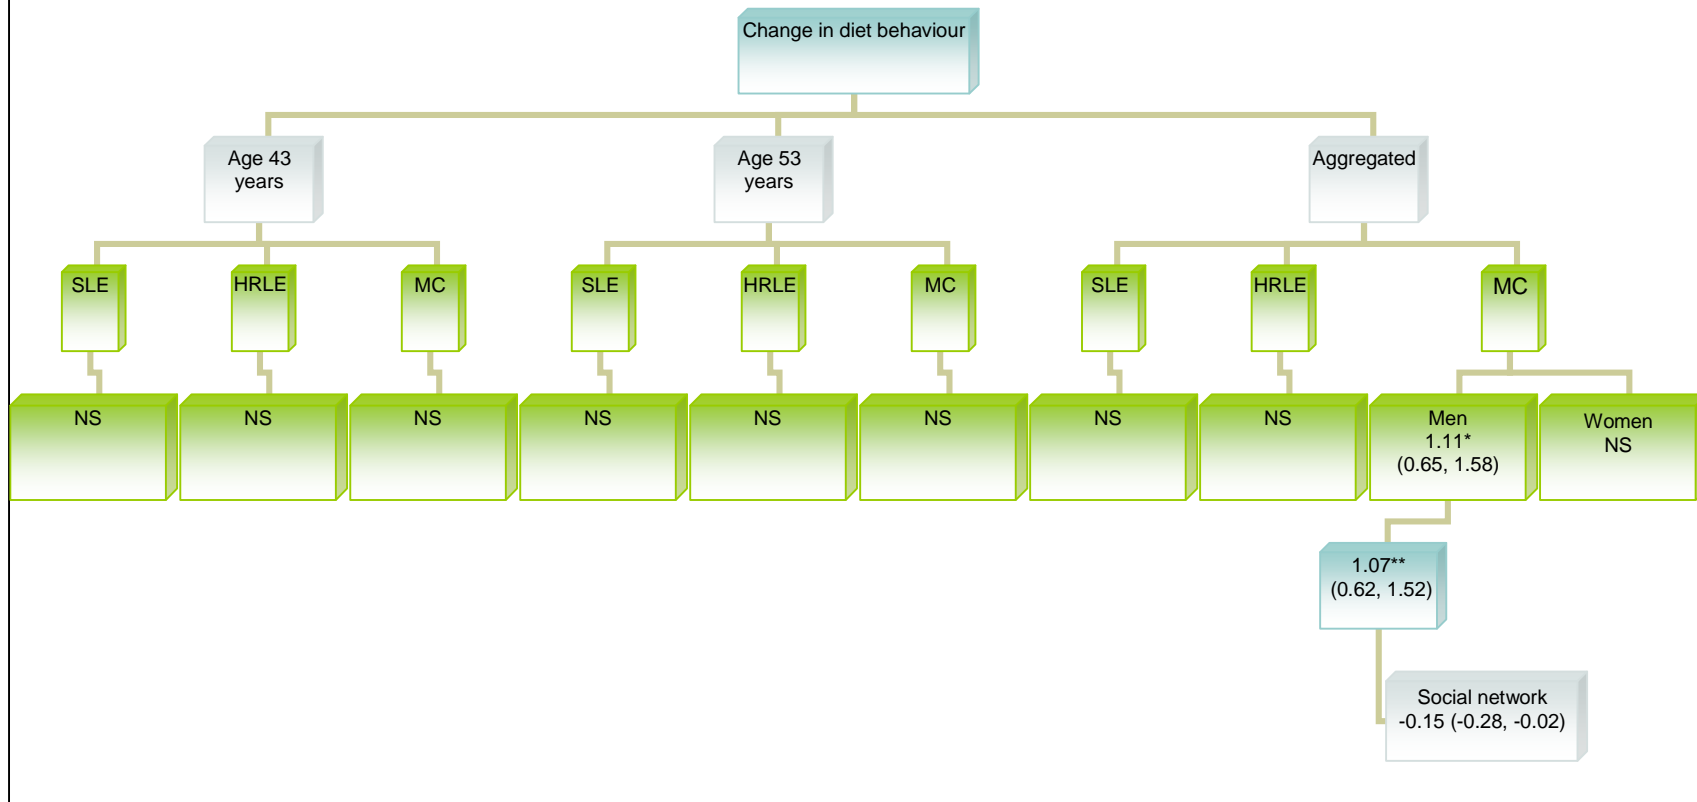 Change in diet behaviour
Age 43
years
Age 53
years
Aggregated
SLE
HRLE
MC
SLE
HRLE
MC
SLE
HRLE
MC
NS
NS
NS
NS
NS
NS
NS
NS
Men
1.11*
(0.65, 1.58)
Women
NS
1.07**
(0.62, 1.52)
Social network
-0.15 (-0.28, -0.02)